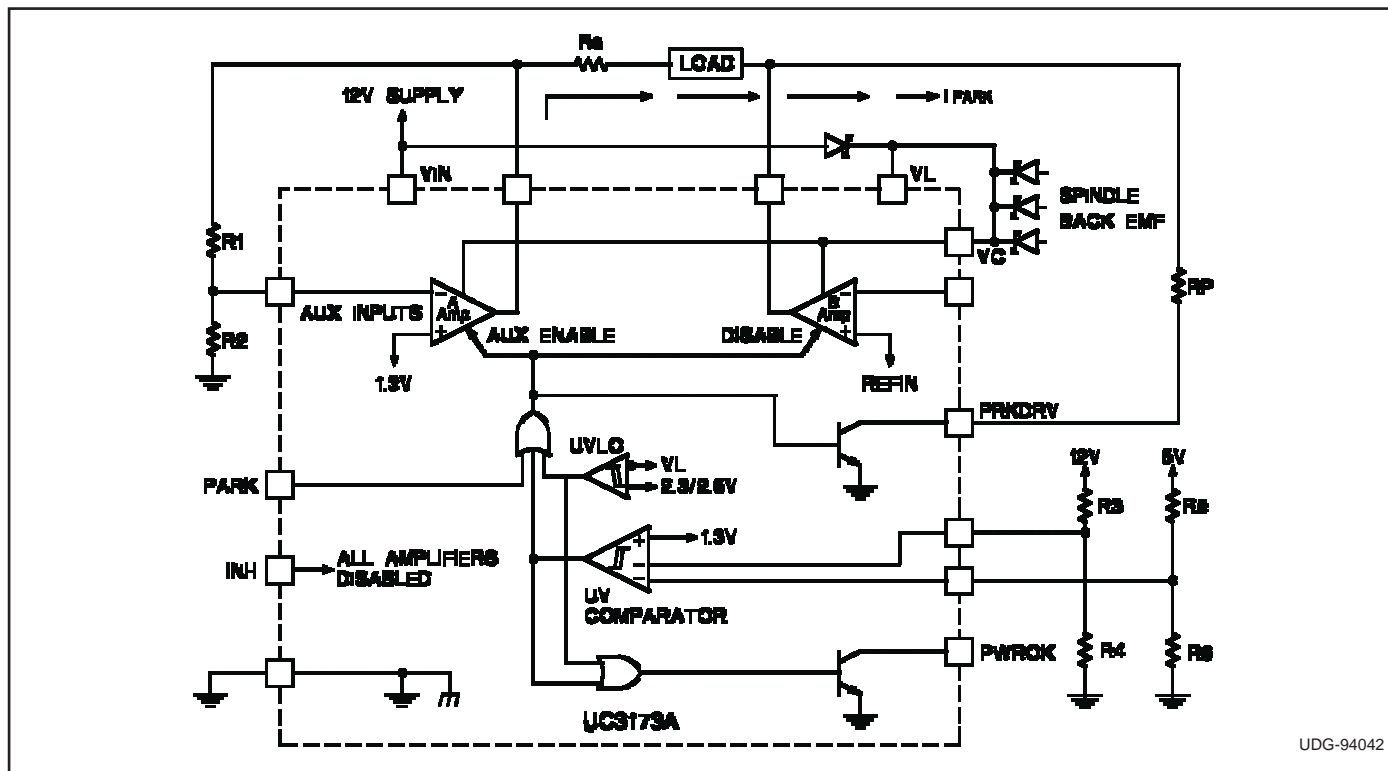 Rs
LOAD
12V SUPPLY
I PARK
VIN
VL
SPINDLE
BACK EMF
R1
VC
RP
AUX INPUTS
A
Amp
B
Amp
R2
AUX ENABLE
DISABLE
1.3V
REFIN
PRKDRV
UVLO
VL
2.3/2.6V
12V
5V
PARK
R3
1.3V
INH
ALL AMPLIFIERS
DISABLED
UV
COMPARATOR
PWROK
R4
UC3173A
UDG-94042